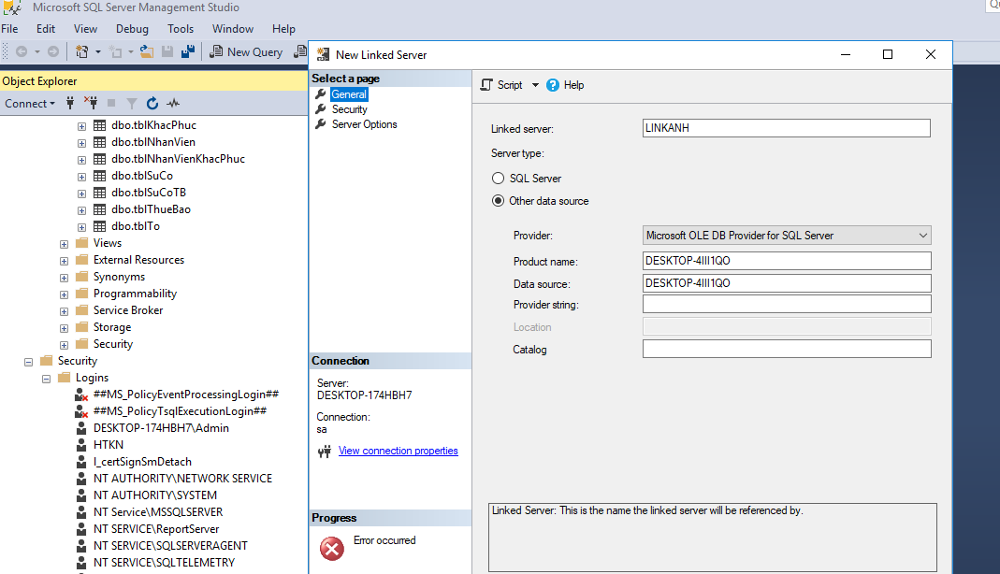 Microsoft SQL Server Management Studio
File Edit View Debug Tools Window Help
New Query
Object Explorer
Connect
dbo.tblKhacPhuc
dbo.tblNhanVien
dbo.tblNhanVienKhacPhuc
dbo.tblSuCo
dbo.tblSuCoTB
dbo.tblThueBao
dbo.tblTo
Views
External Resources
Synonyms
Programmability
Service Broker
Storage
Security
Security
Logins
##MS_PolicyEventProcessingLogin##
##MS_PolicyTsqlExecutionLogin##
DESKTOP-174HBH7\Admin
HTKN
l_certSignSmDetach
NT AUTHORITY\NETWORK SERVICE
NT AUTHORITY\SYSTEM
NT Service\MSSQLSERVER
NT SERVICE\ReportServer
NT SERVICE\SQLSERVERAGENT
NT SERVICE\SQLTELEMETRY
New Linked Server
Select a page
General
Security
Server Options
Connection
Server:
DESKTOP-174HBH7
Connection:
sa
View connection properties
Progress
Error occurred
Script Help
Linked server: LINKANH
Server type:
SQL Server
Other data source
Provider: Microsoft OLE DB Provider for SQL Server
Product name: DESKTOP-4III1QO
Data source: DESKTOP-4III1QO
Provider string:
Location
Catalog
Linked Server: This is the name the linked server will be referenced by.